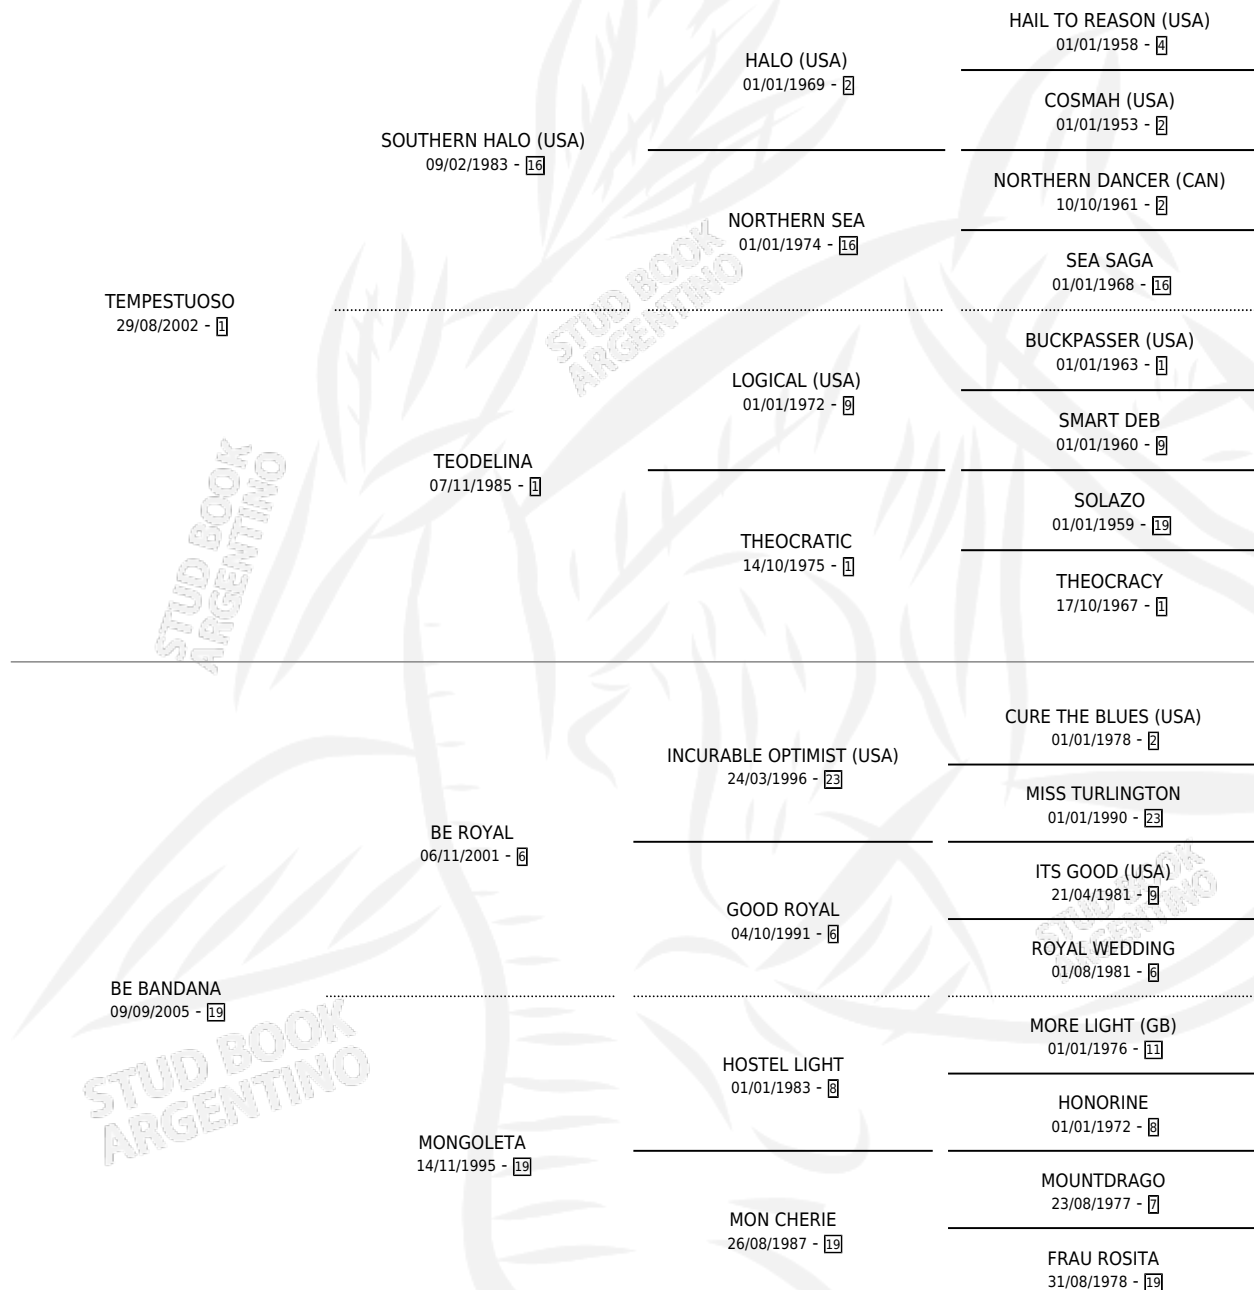 HAIL TO REASON (USA)
01/01/1958 - 4
HALO (USA)
01/01/1969 - 2
COSMAH (USA)
01/01/1953 - 2
SOUTHERN HALO (USA)
09/02/1983 - 16
NORTHERN DANCER (CAN)
10/10/1961 - 2
NORTHERN SEA
01/01/1974 - 16
SEA SAGA
01/01/1968 - 16
TEMPESTUOSO
29/08/2002 - 1
BUCKPASSER (USA)
01/01/1963 - 1
LOGICAL (USA)
01/01/1972 - 9
SMART DEB
01/01/1960 - 9
TEODELINA
07/11/1985 - 1
SOLAZO
01/01/1959 - 19
THEOCRATIC
14/10/1975 - 1
THEOCRACY
17/10/1967 - 1
CURE THE BLUES (USA)
01/01/1978 - 2
INCURABLE OPTIMIST (USA)
24/03/1996 - 23
MISS TURLINGTON
01/01/1990 - 23
BE ROYAL
06/11/2001 - 6
ITS GOOD (USA)
21/04/1981 - 9
GOOD ROYAL
04/10/1991 - 6
ROYAL WEDDING
01/08/1981 - 6
BE BANDANA
09/09/2005 - 19
MORE LIGHT (GB)
01/01/1976 - 11
HOSTEL LIGHT
01/01/1983 - 8
HONORINE
01/01/1972 - 8
MONGOLETA
14/11/1995 - 19
MOUNTDRAGO
23/08/1977 - 7
MON CHERIE
26/08/1987 - 19
FRAU ROSITA
31/08/1978 - 19
STUD BOOK
ARGENTINO
STUD BOOK
ARGENTINO
STUD BOOK
ARGENTINO
STUD BOOK
ARGENTINO